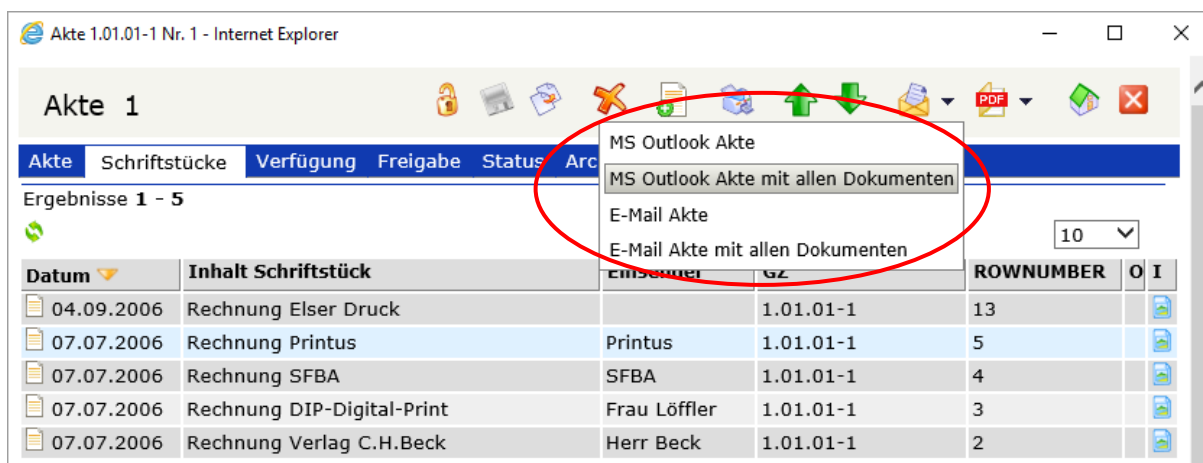 Akte 1.01.01-1 Nr. 1 - Internet Explorer
Akte 1
PDF
MS Outlook Akte
MS Outlook Akte mit allen Dokumenten
E-Mail Akte
E-Mail Akte mit allen Dokumenten
Akte Schriftstücke Verfügung Freigabe Status Arc
Ergebnisse 1 - 5
10
Datum Inhalt Schriftstück Einsender GZ ROWNUMBER O I
04.09.2006 Rechnung Elser Druck 1.01.01-1 13
07.07.2006 Rechnung Printus Printus 1.01.01-1 5
07.07.2006 Rechnung SFBA SFBA 1.01.01-1 4
07.07.2006 Rechnung DIP-Digital-Print Frau Löffler 1.01.01-1 3
07.07.2006 Rechnung Verlag C.H.Beck Herr Beck 1.01.01-1 2